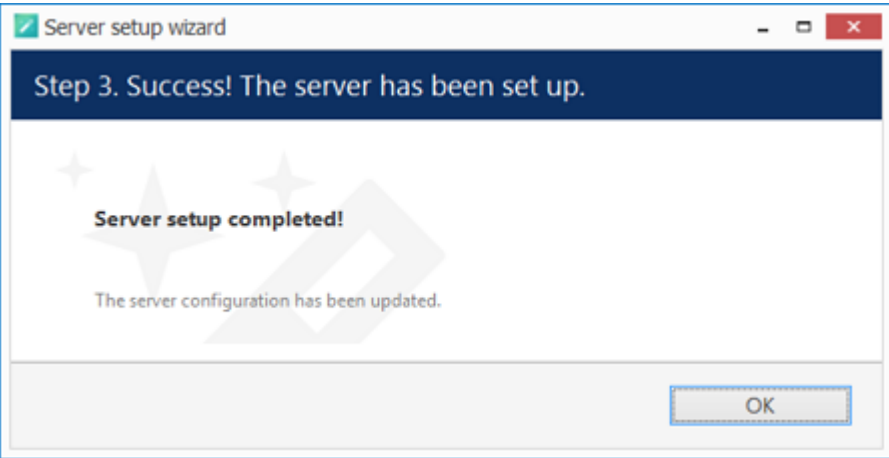 Server setup wizard
Step 3. Success! The server has been set up.
Server setup completed!
The server configuration has been updated.
OK